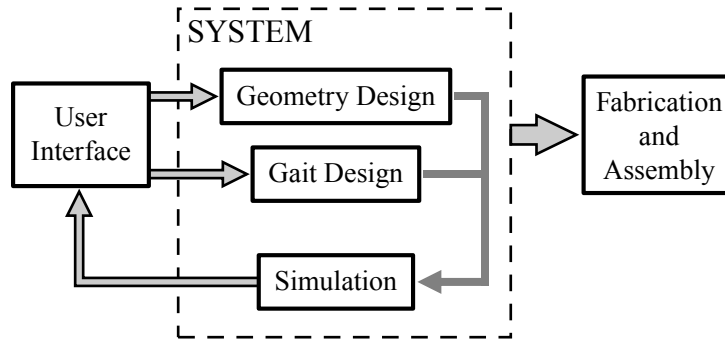 SYSTEM
User
Interface
Geometry Design
Gait Design
Simulation
Fabrication
and
Assembly